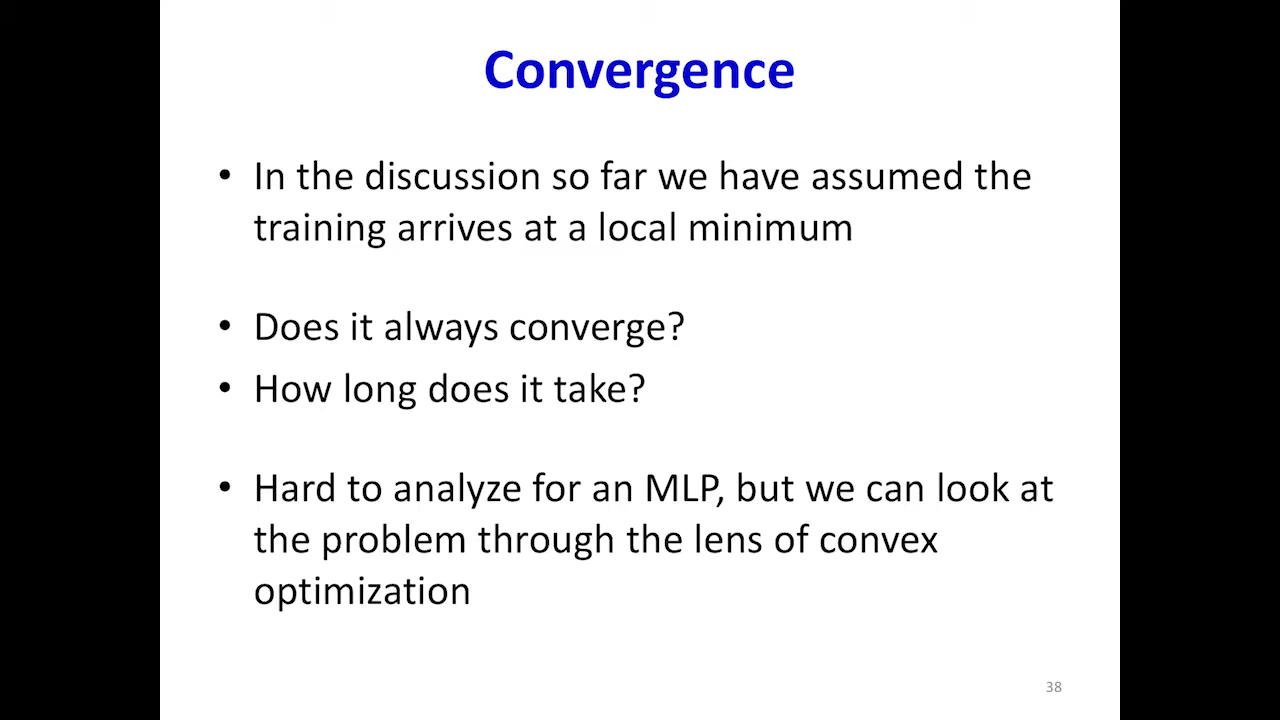 Convergence
• In the discussion so far we have assumed the
training arrives at a local minimum
• Does it always converge?
• How long does it take?
• Hard to analyze for an MLP, but we can look at
the problem through the lens of convex
optimization
38